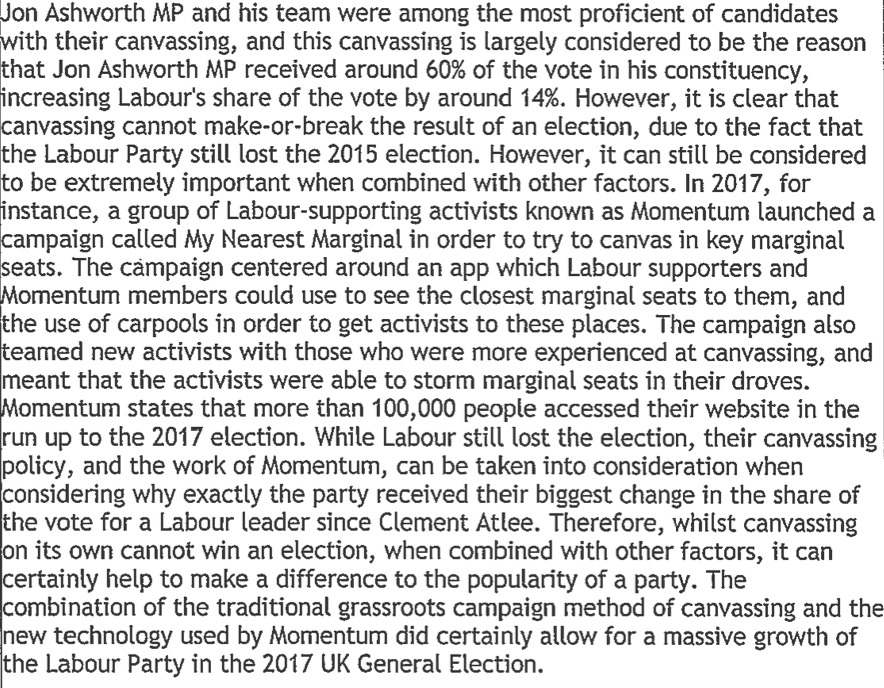 Jon Ashworth MP and his team were among the most proficient of candidates
with their canvassing, and this canvassing is largely considered to be the reason
that Jon Ashworth MP received around 60% of the vote in his constituency,
increasing Labour's share of the vote by around 14%. However, it is clear that
canvassing cannot make-or-break the result of an election, due to the fact that
the Labour Party still lost the 2015 election. However, it can still be considered
to be extremely important when combined with other factors. In 2017, for
instance, a group of Labour-supporting activists known as Momentum launched a
campaign called My Nearest Marginal in order to try to canvas in key marginal
seats. The campaign centered around an app which Labour supporters and
Momentum members could use to see the closest marginal seats to them, and
the use of carpools in order to get activists to these places. The campaign also
teamed new activists with those who were more experienced at canvassing, and
meant that the activists were able to storm marginal seats in their droves.
Momentum states that more than 100,000 people accessed their website in the
run up to the 2017 election. While Labour still lost the election, their canvassing
policy, and the work of Momentum, can be taken into consideration when
considering why exactly the party received their biggest change in the share of
the vote for a Labour leader since Clement Atlee. Therefore, whilst canvassing
on its own cannot win an election, when combined with other factors, it can
certainly help to make a difference to the popularity of a party. The
combination of the traditional grassroots campaign method of canvassing and the
new technology used by Momentum did certainly allow for a massive growth of
the Labour Party in the 2017 UK General Election.